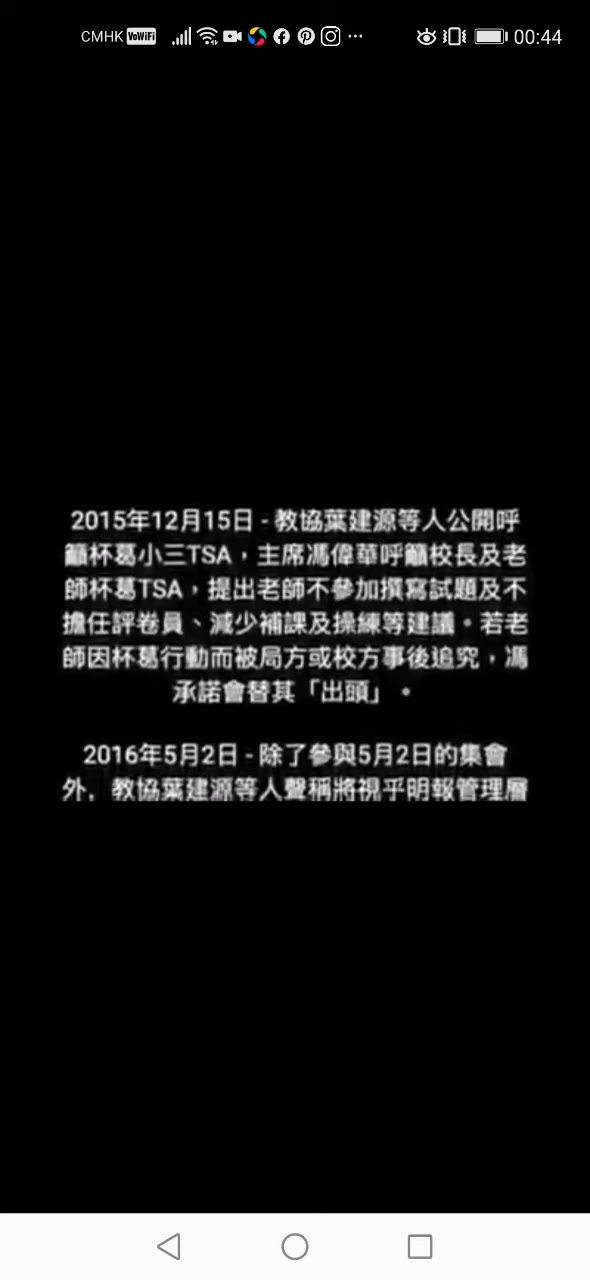 CMHK VoWiFi 00:44
2015年12月15日 - 教協葉建源等人公開呼
籲杯葛小三TSA，主席馮偉華呼籲校長及老
師杯葛TSA，提出老師不參加撰寫試題及不
擔任評卷員、減少補課及操練等建議。若老
師因杯葛行動而被局方或校方事後追究，馮
承諾會替其「出頭」。
2016年5月2日 - 除了參與5月2日的集會
外，教協葉建源等人聲稱將視乎明報管理層